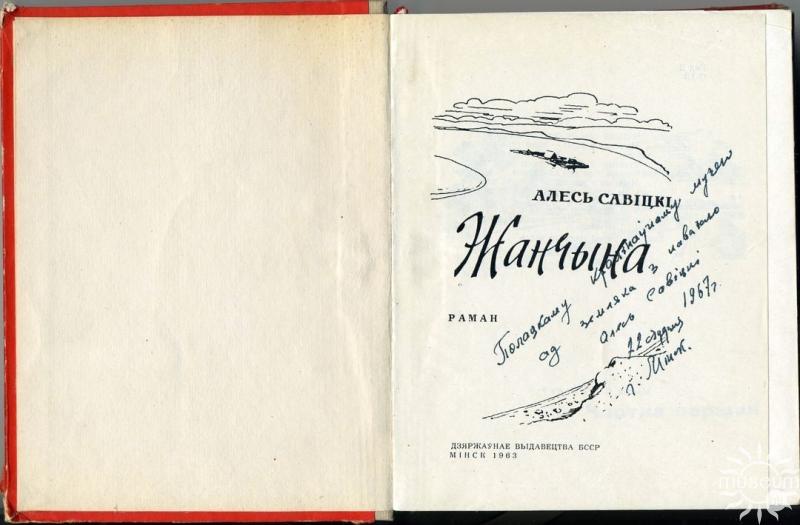 АЛЕСЬ САВІЦКІ
Жанчына
РАМАН
Полацкаму краязнаўчаму музею
ад земляка з павагаю
Алесь Савіцкі
22 студзеня 1967 г.
г. Мінск.
ДЗЯРЖАЎНАЕ ВЫДАВЕЦТВА БССР
МІНСК 1963
museum